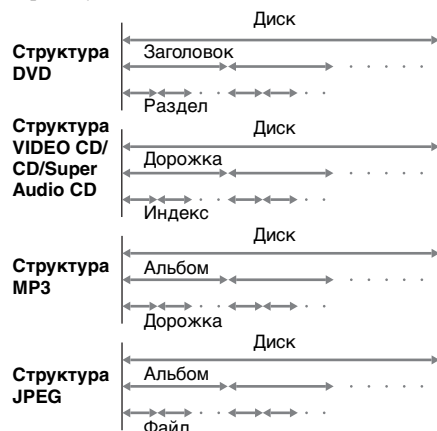 Диск
Структура
DVD
Заголовок
Раздел
Структура
VIDEO CD/
CD/Super
Audio CD
Диск
Дорожка
Индекс
Диск
Структура
MP3
Альбом
Дорожка
Диск
Структура
JPEG
Альбом
Файл